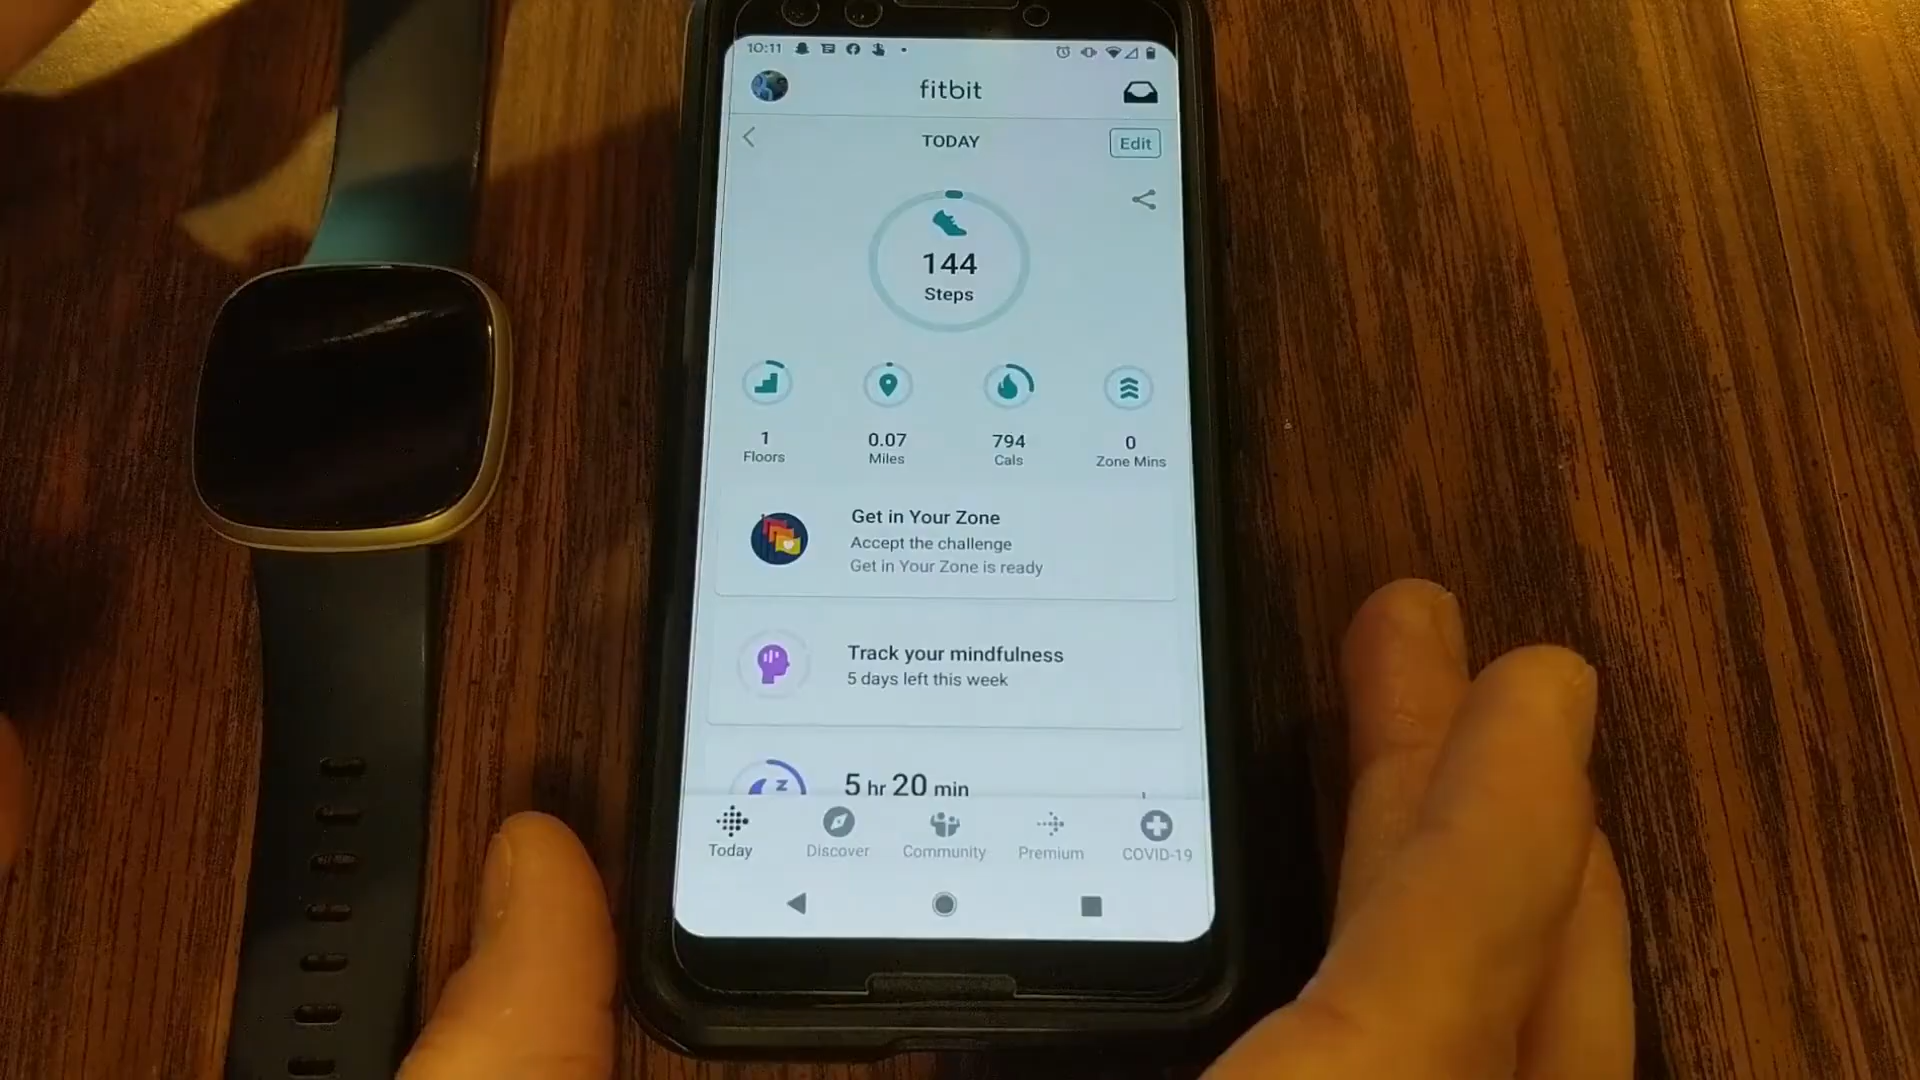 10:11
fitbit
TODAY
Edit
144
Steps
1
Floors
0.07
Miles
794
Cals
0
Zone Mins
Get in Your Zone
Accept the challenge
Get in Your Zone is ready
Track your mindfulness
5 days left this week
5 hr 20 min
Today
Discover
Community
Premium
COVID-19